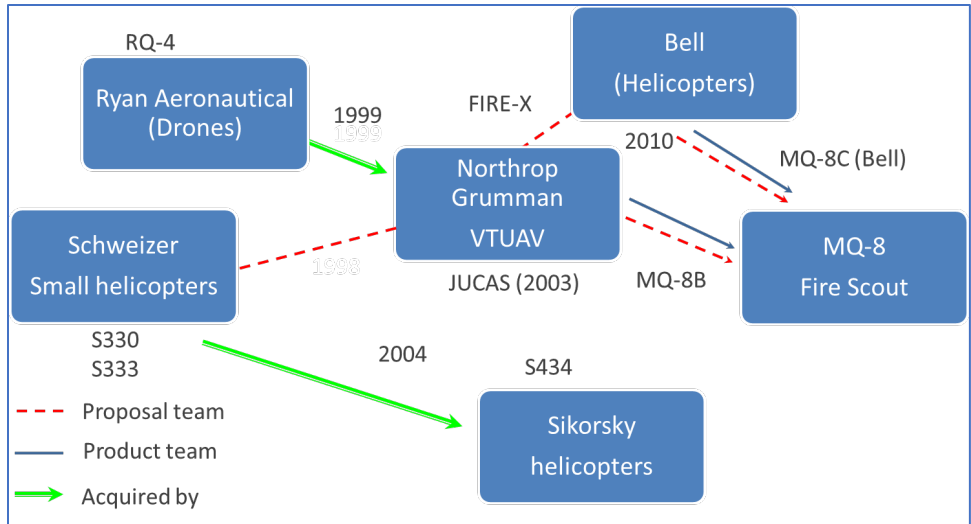 RQ-4
Ryan Aeronautical
(Drones)
1999
1999
FIRE-X
Bell
(Helicopters)
2010
MQ-8C (Bell)
Northrop
Grumman
VTUAV
JUCAS (2003)
MQ-8B
MQ-8
Fire Scout
Schweizer
Small helicopters
1998
S330
S333
2004
S434
Sikorsky
helicopters
Proposal team
Product team
Acquired by